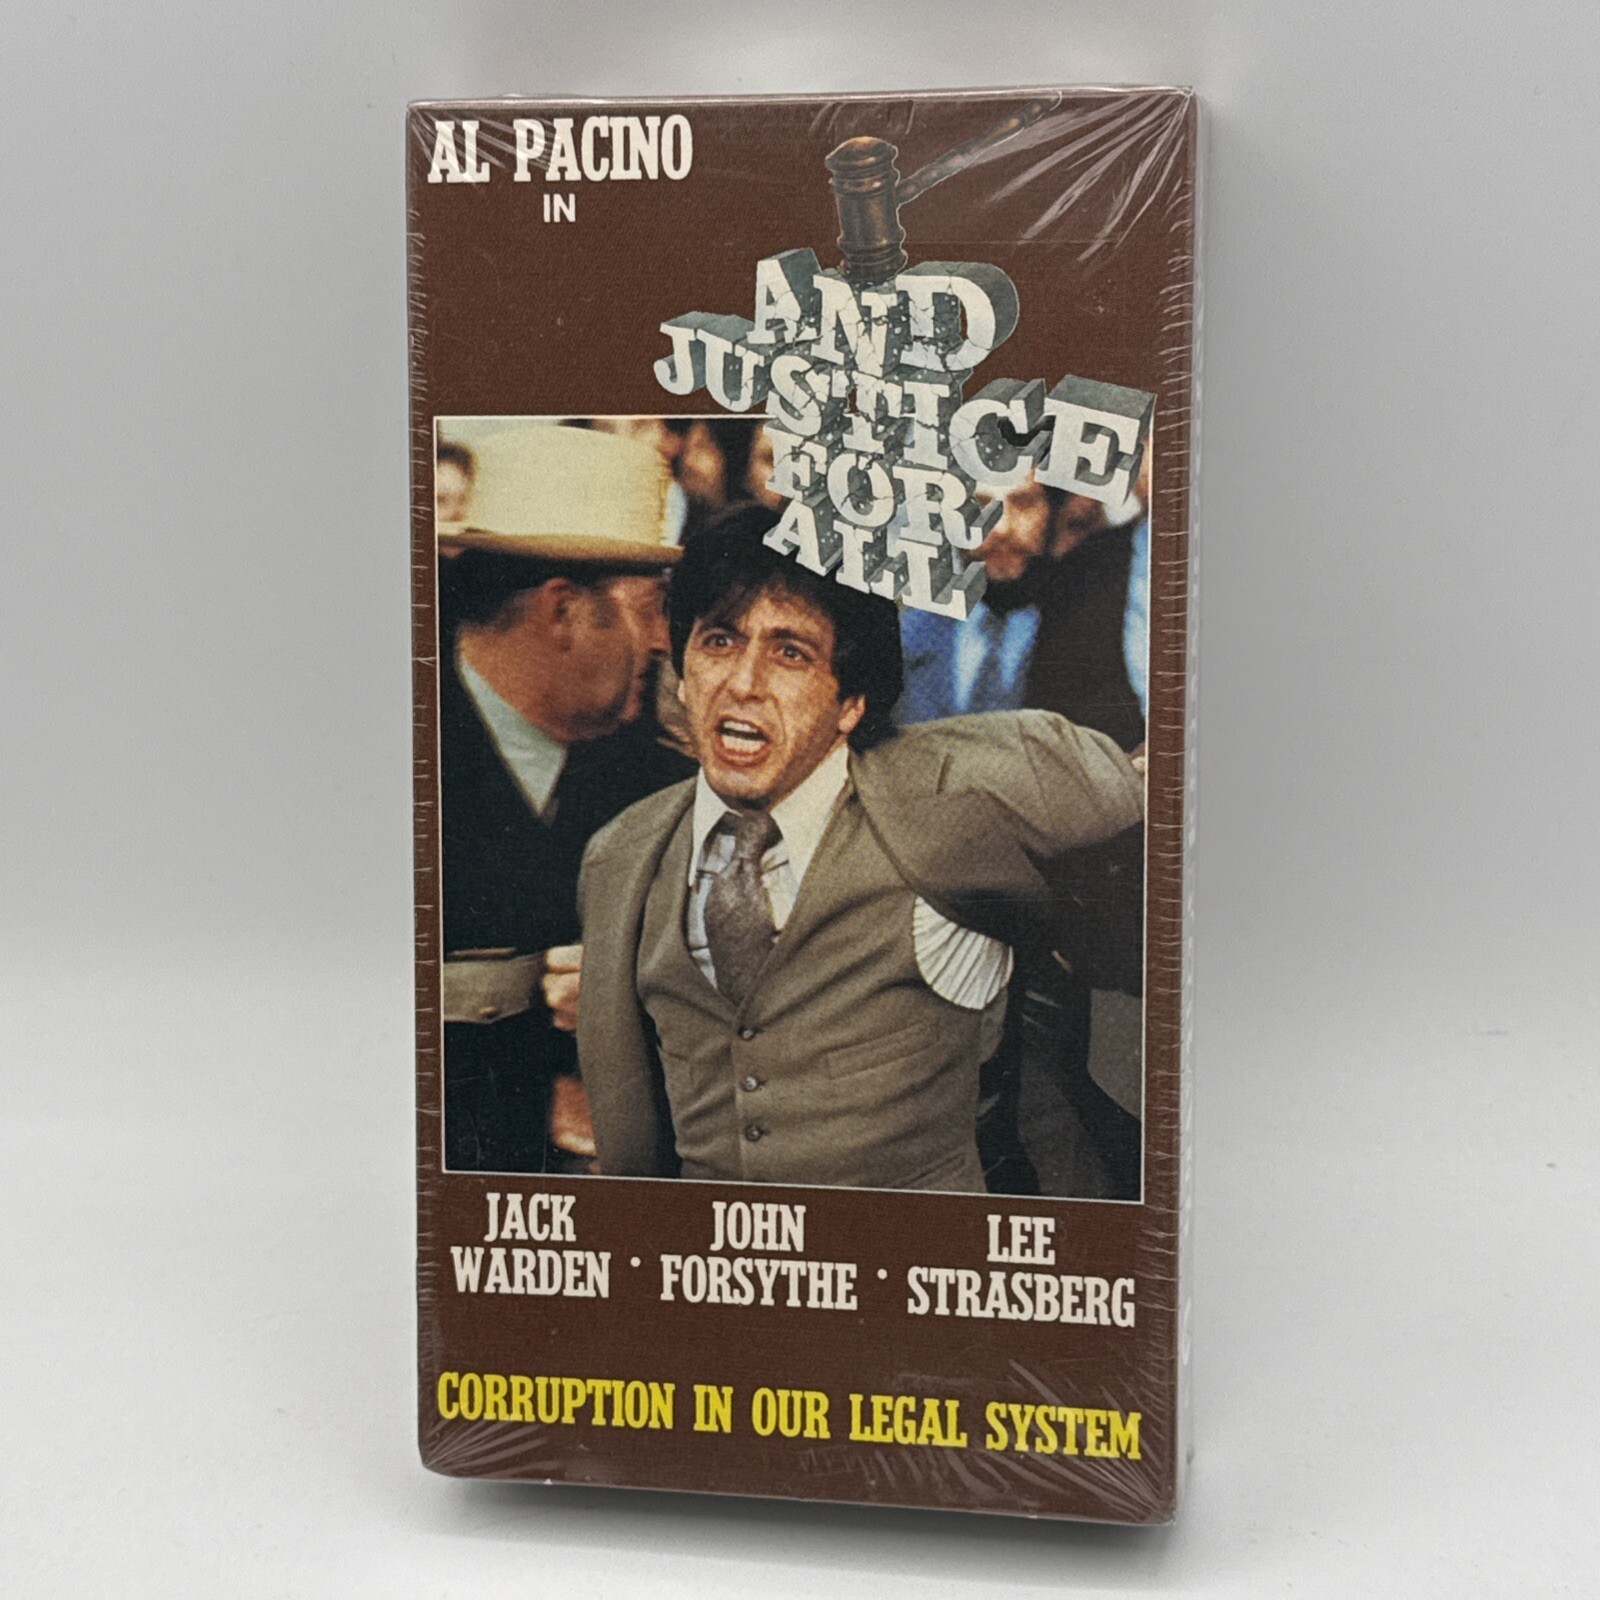 AL PACINO
IN
AND
JUSTICE
FOR
ALL
JACK
WARDEN
· JOHN
FORSYTHE
· LEE
STRASBERG
CORRUPTION IN OUR LEGAL SYSTEM